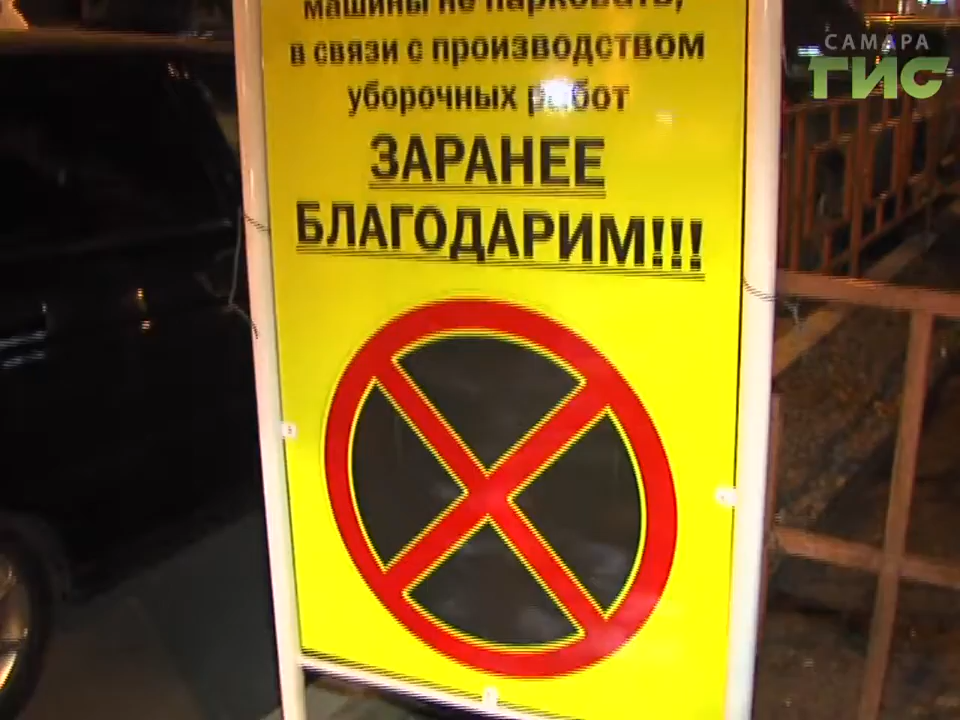 машины не парковать,
в связи с производством
уборочных работ
ЗАРАНЕЕ
БЛАГОДАРИМ!!!
САМАРА
ГИС